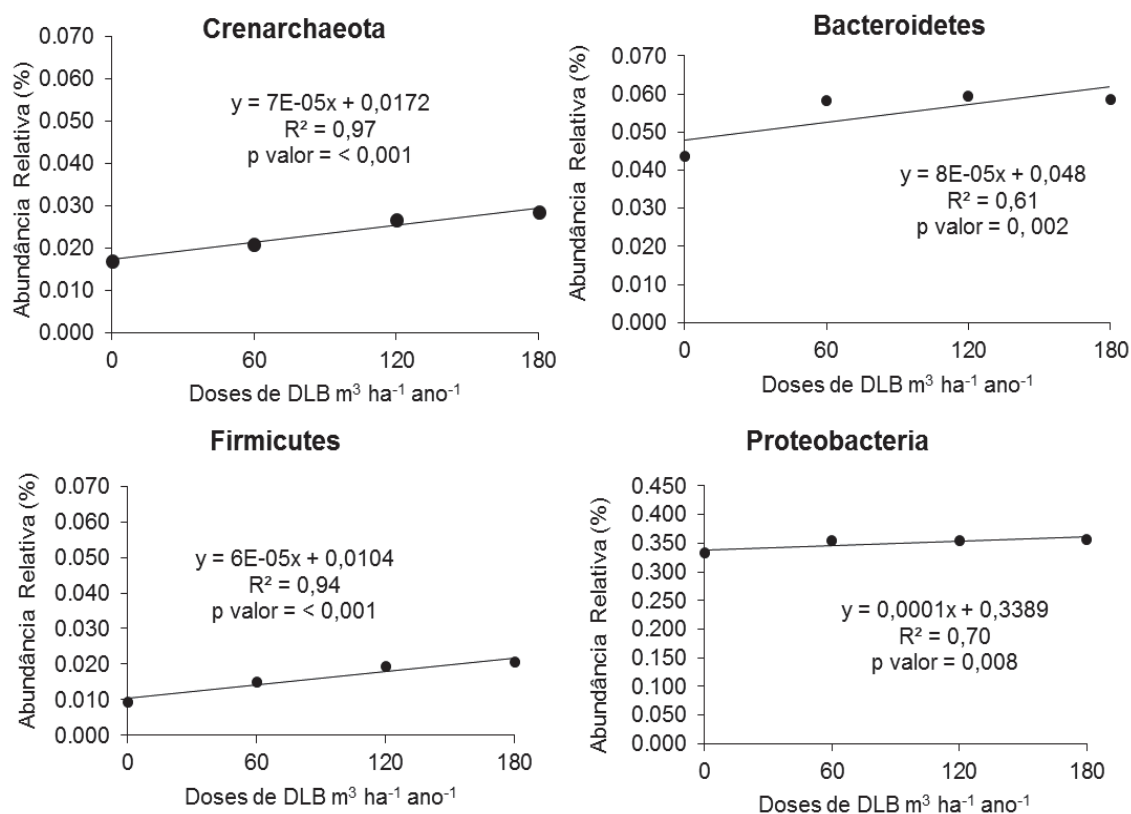 Crenarchaeota
Abundância Relativa (%)
0.070
0.060
0.050
0.040
0.030
0.020
0.010
0.000
y = 7E-05x + 0,0172
R² = 0,97
p valor = < 0,001
0 60 120 180
Doses de DLB m³ ha⁻¹ ano⁻¹
Bacteroidetes
Abundância Relativa (%)
0.070
0.060
0.050
0.040
0.030
0.020
0.010
0.000
y = 8E-05x + 0,048
R² = 0,61
p valor = 0, 002
0 60 120 180
Doses de DLB m³ ha⁻¹ ano⁻¹
Firmicutes
Abundância Relativa (%)
0.070
0.060
0.050
0.040
0.030
0.020
0.010
0.000
y = 6E-05x + 0,0104
R² = 0,94
p valor = < 0,001
0 60 120 180
Doses de DLB m³ ha⁻¹ ano⁻¹
Proteobacteria
Abundância Relativa (%)
0.450
0.400
0.350
0.300
0.250
0.200
0.150
0.100
0.050
0.000
y = 0,0001x + 0,3389
R² = 0,70
p valor = 0,008
0 60 120 180
Doses de DLB m³ ha⁻¹ ano⁻¹